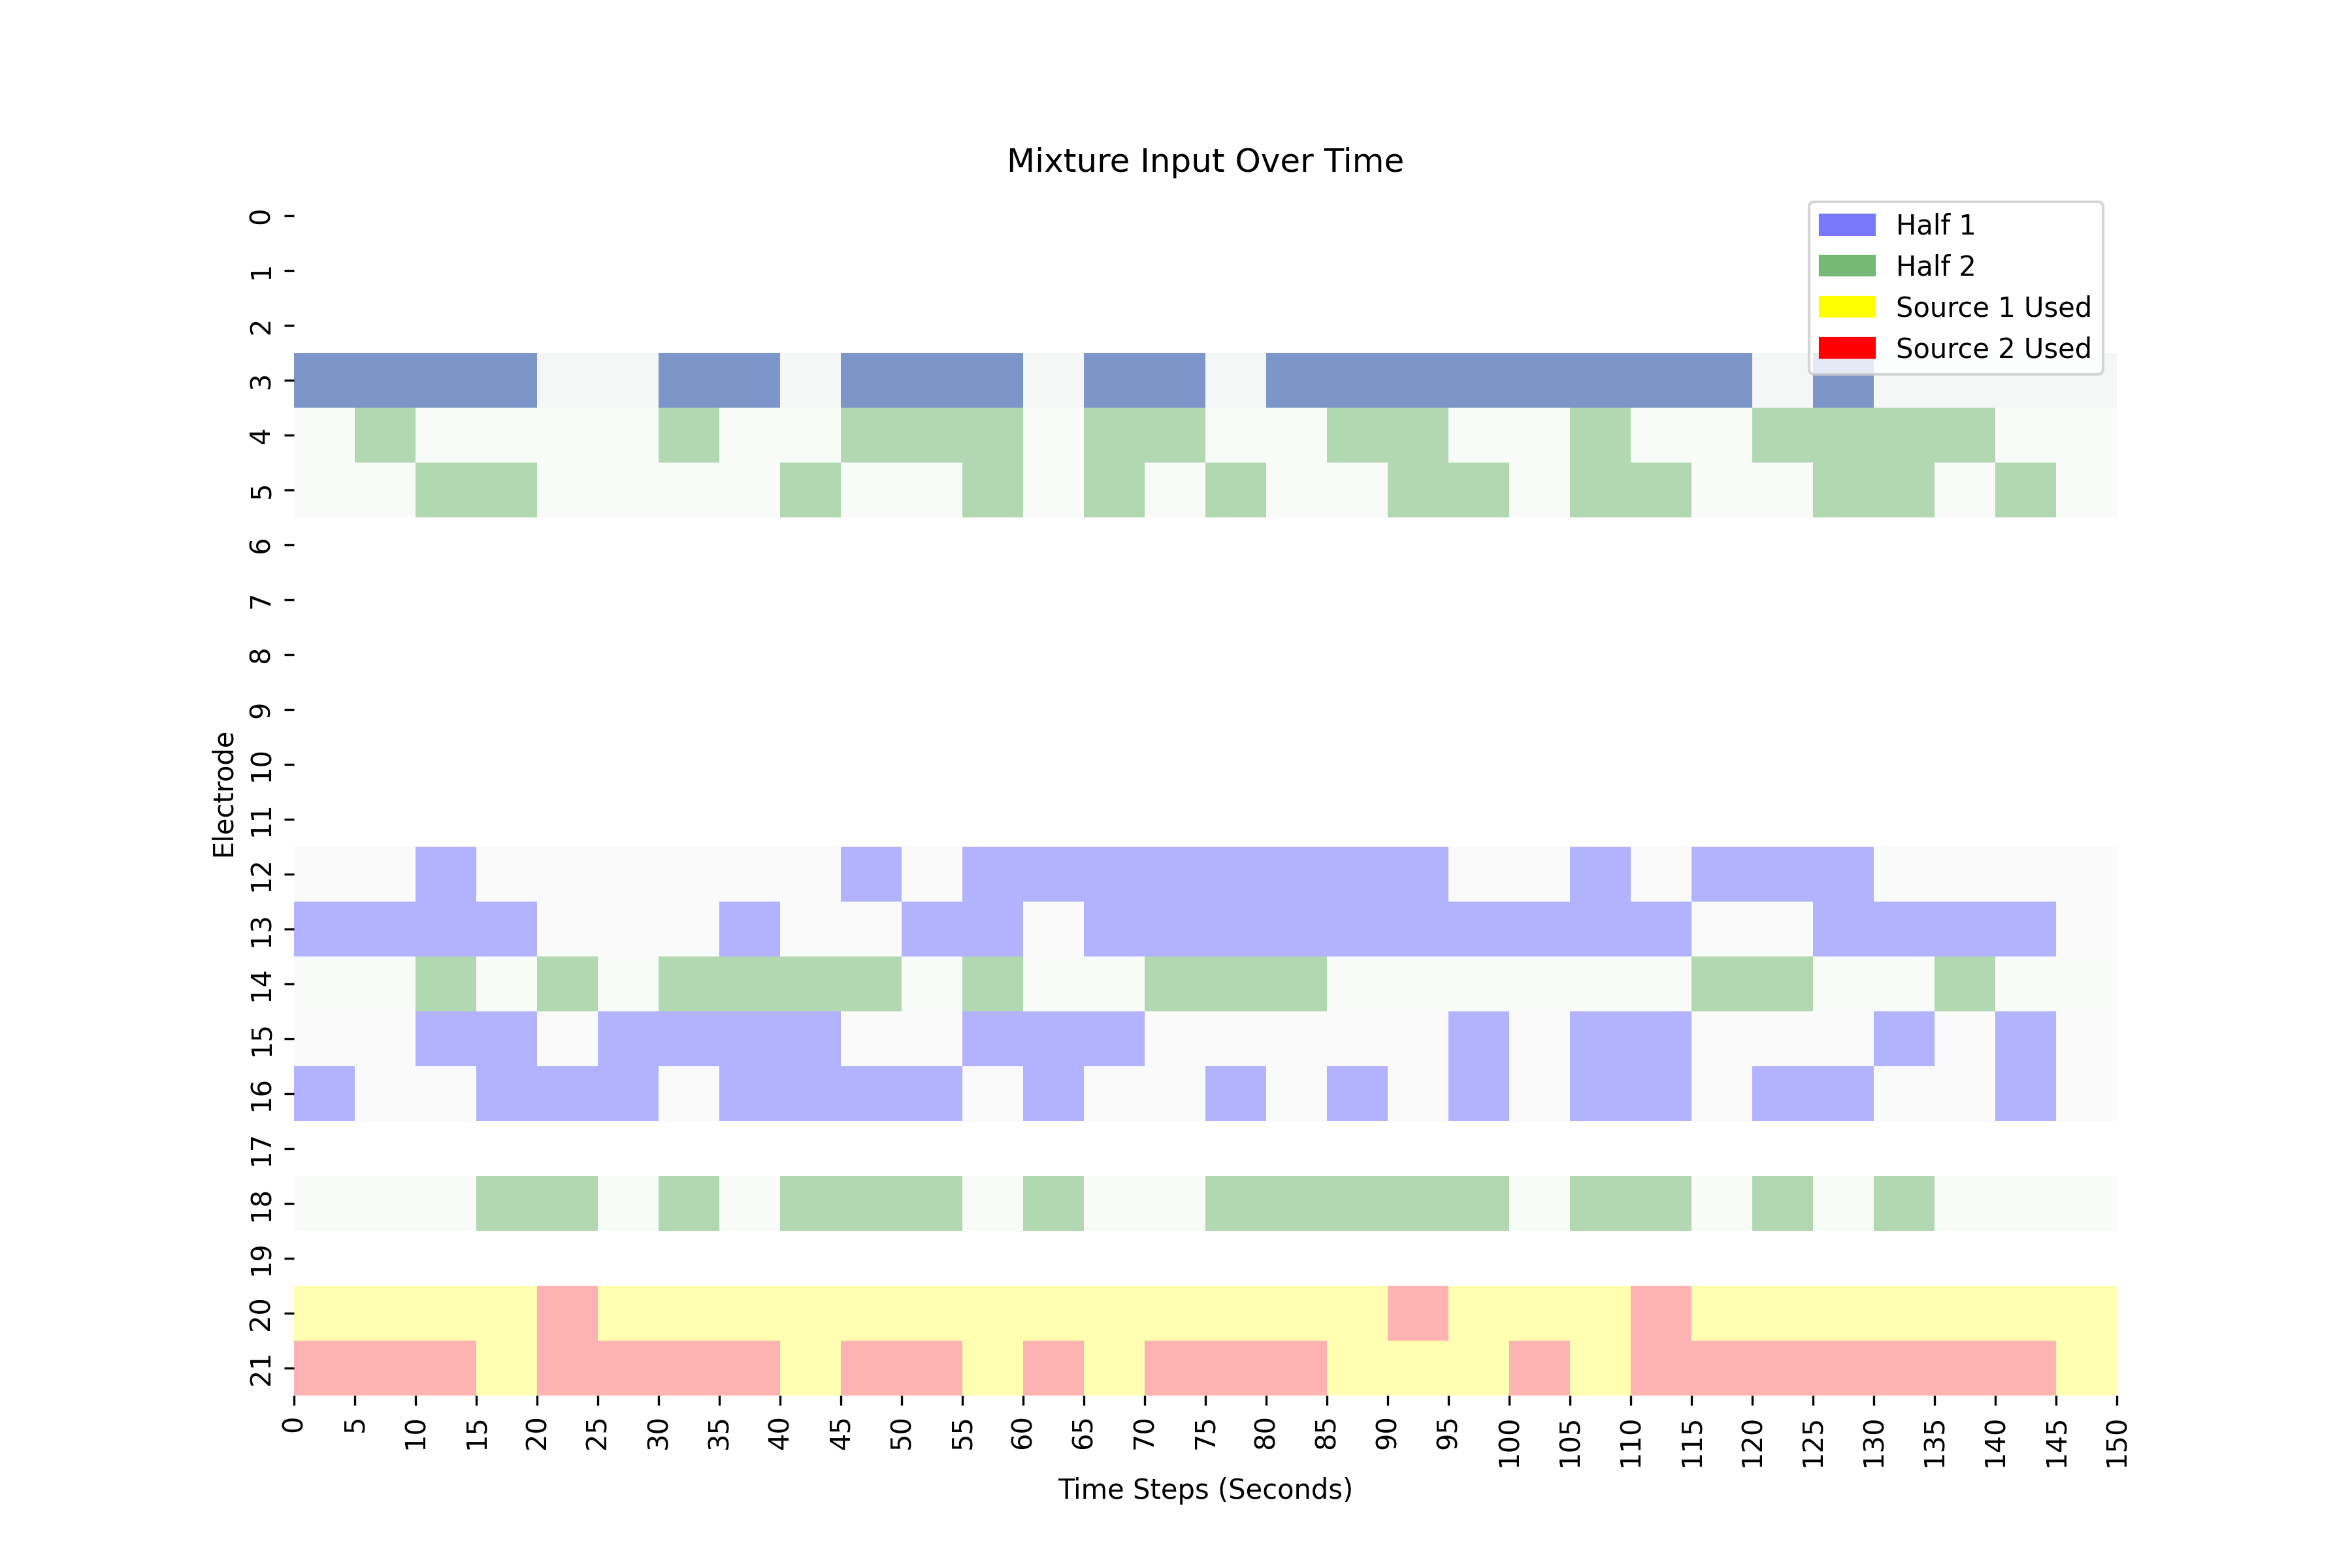 Mixture Input Over Time
Half 1
Half 2
Source 1 Used
Source 2 Used
Electrode
0
1
2
3
4
5
6
7
8
9
10
11
12
13
14
15
16
17
18
19
20
21
0 5 10 15 20 25 30 35 40 45 50 55 60 65 70 75 80 85 90 95 100 105 110 115 120 125 130 135 140 145 150
Time Steps (Seconds)